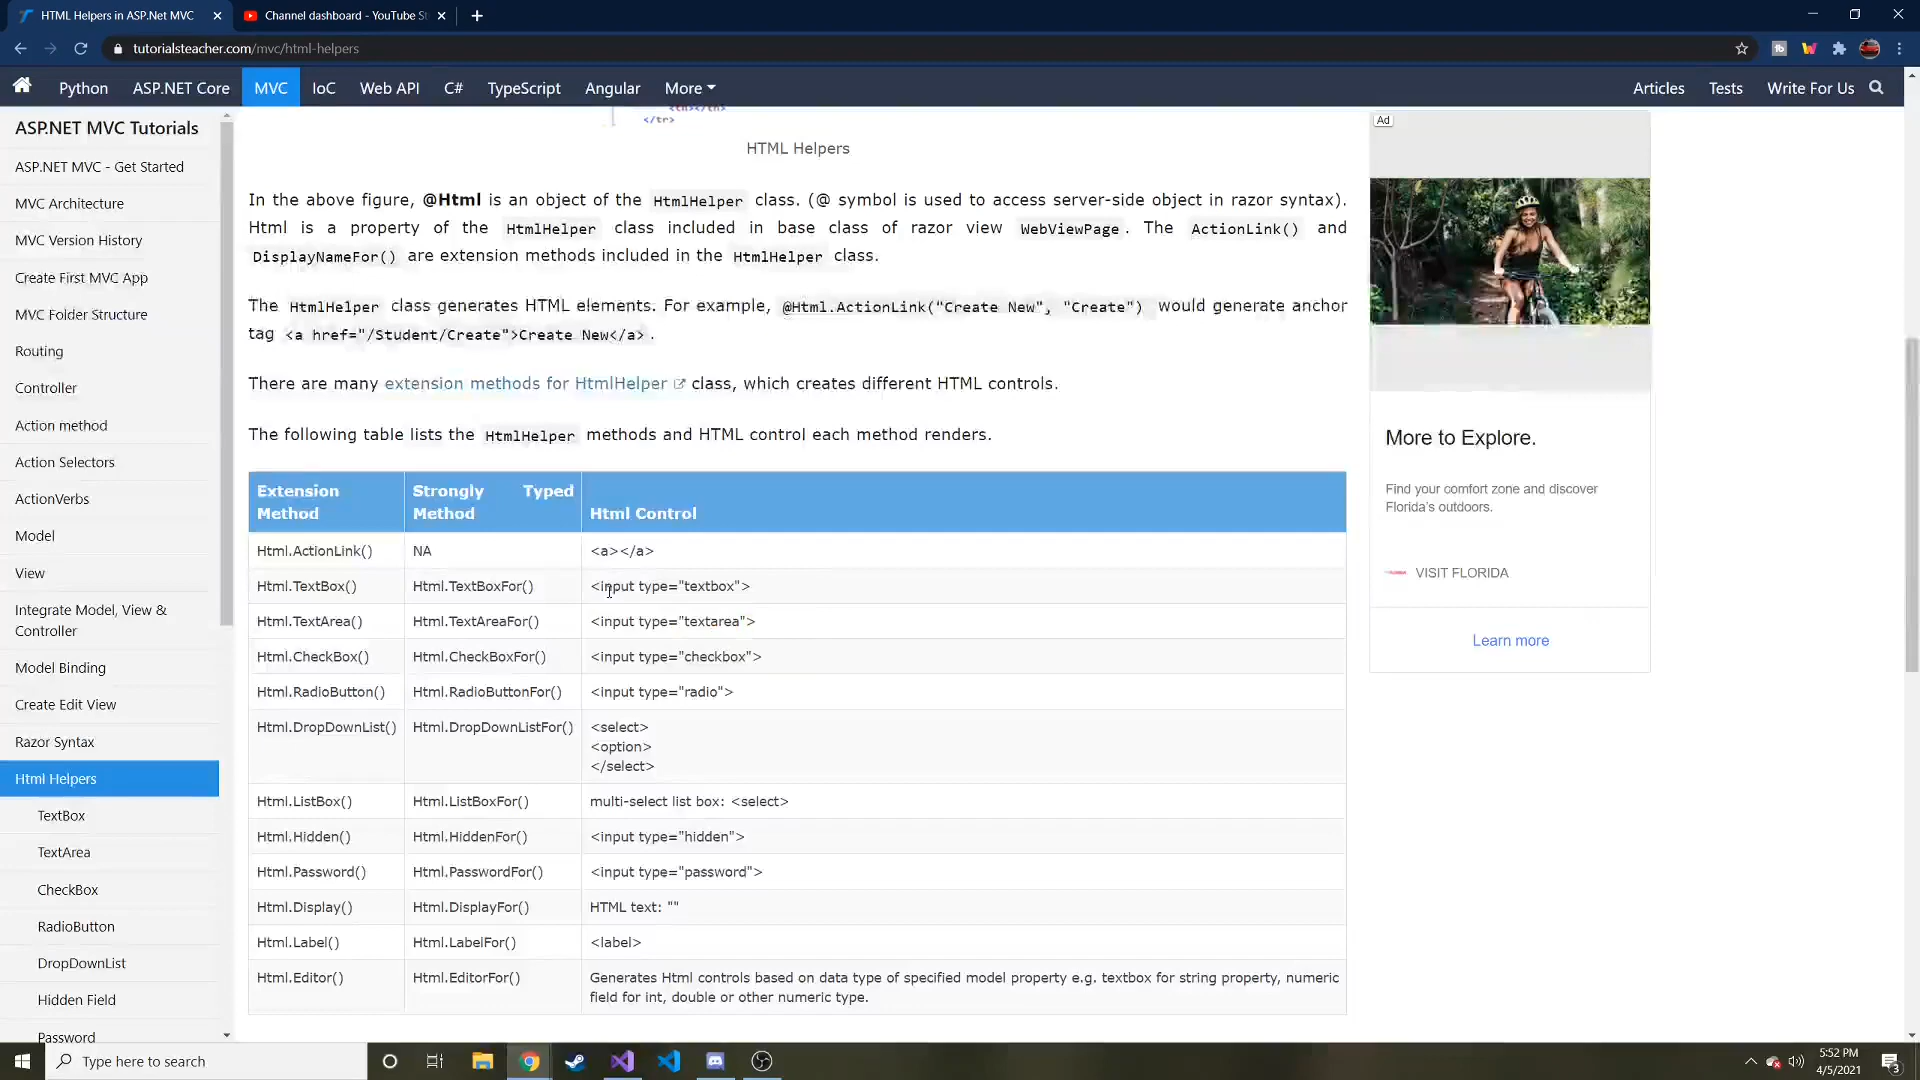 HTML Helpers in ASP.Net MVC
Channel dashboard - YouTube St
tutorialsteacher.com/mvc/html-helpers
Python
ASP.NET Core
MVC
IoC
Web API
C#
TypeScript
Angular
More
Articles
Tests
Write For Us
ASP.NET MVC Tutorials
ASP.NET MVC - Get Started
MVC Architecture
MVC Version History
Create First MVC App
MVC Folder Structure
Routing
Controller
Action method
Action Selectors
ActionVerbs
Model
View
Integrate Model, View &
Controller
Model Binding
Create Edit View
Razor Syntax
Html Helpers
TextBox
TextArea
CheckBox
RadioButton
DropDownList
Hidden Field
Password
</tr>
HTML Helpers
In the above figure, @Html is an object of the HtmlHelper class. (@ symbol is used to access server-side object in razor syntax).
Html is a property of the HtmlHelper class included in base class of razor view WebViewPage. The ActionLink() and
DisplayNameFor() are extension methods included in the HtmlHelper class.
The HtmlHelper class generates HTML elements. For example, @Html.ActionLink("Create New", "Create") would generate anchor
tag <a href="/Student/Create">Create New</a>.
There are many extension methods for HtmlHelper class, which creates different HTML controls.
The following table lists the HtmlHelper methods and HTML control each method renders.
Extension Method
Strongly Typed Method
Html Control
Html.ActionLink() NA <a></a>
Html.TextBox() Html.TextBoxFor() <input type="textbox">
Html.TextArea() Html.TextAreaFor() <input type="textarea">
Html.CheckBox() Html.CheckBoxFor() <input type="checkbox">
Html.RadioButton() Html.RadioButtonFor() <input type="radio">
Html.DropDownList() Html.DropDownListFor() <select>
<option>
</select>
Html.ListBox() Html.ListBoxFor() multi-select list box: <select>
Html.Hidden() Html.HiddenFor() <input type="hidden">
Html.Password() Html.PasswordFor() <input type="password">
Html.Display() Html.DisplayFor() HTML text: ""
Html.Label() Html.LabelFor() <label>
Html.Editor() Html.EditorFor() Generates Html controls based on data type of specified model property e.g. textbox for string property, numeric
field for int, double or other numeric type.
Ad
More to Explore.
Find your comfort zone and discover
Florida's outdoors.
VISIT FLORIDA
Learn more
Type here to search
5:52 PM
4/5/2021
3